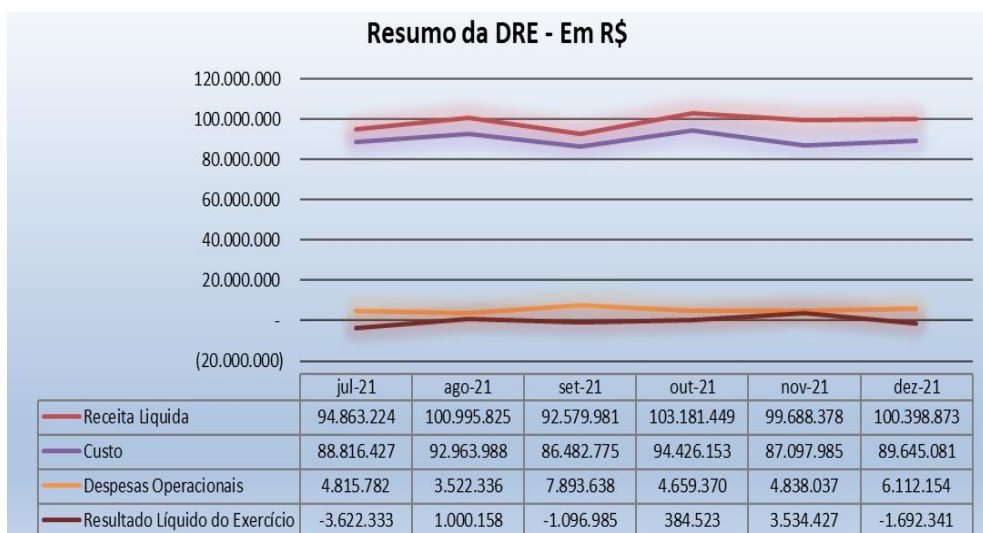 Resumo da DRE - Em R$
120.000.000
100.000.000
80.000.000
60.000.000
40.000.000
20.000.000
-
(20.000.000)
jul-21 ago-21 set-21 out-21 nov-21 dez-21
Receita Liquida 94.863.224 100.995.825 92.579.981 103.181.449 99.688.378 100.398.873
Custo 88.816.427 92.963.988 86.482.775 94.426.153 87.097.985 89.645.081
Despesas Operacionais 4.815.782 3.522.336 7.893.638 4.659.370 4.838.037 6.112.154
Resultado Líquido do Exercício -3.622.333 1.000.158 -1.096.985 384.523 3.534.427 -1.692.341